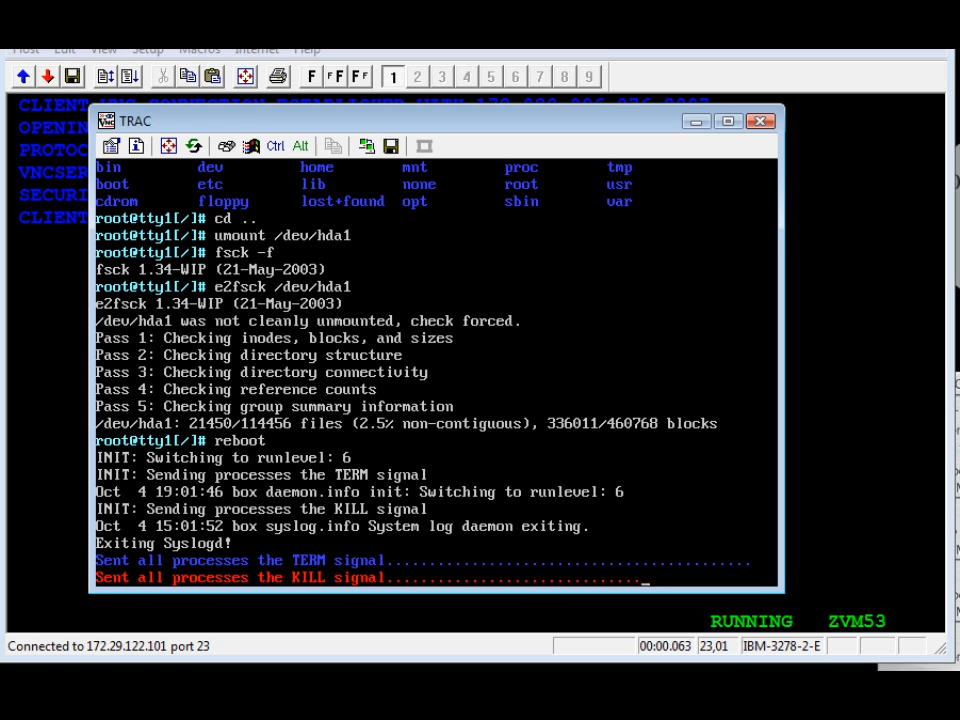 Host Edit View Setup Macros Internet Help
F FF FF 1 2 3 4 5 6 7 8 9
CLIENT
OPENIN
PROTOC
VNCSER
SECURI
CLIENT
TRAC
Ctrl Alt
bin dev home mnt proc tmp
boot etc lib none root usr
cdrom floppy lost+found opt sbin var
root@tty1[/]# cd ..
root@tty1[/]# umount /dev/hda1
root@tty1[/]# fsck -f
fsck 1.34-WIP (21-May-2003)
root@tty1[/]# e2fsck /dev/hda1
e2fsck 1.34-WIP (21-May-2003)
/dev/hda1 was not cleanly unmounted, check forced.
Pass 1: Checking inodes, blocks, and sizes
Pass 2: Checking directory structure
Pass 3: Checking directory connectivity
Pass 4: Checking reference counts
Pass 5: Checking group summary information
/dev/hda1: 21450/114456 files (2.5% non-contiguous), 336011/460768 blocks
root@tty1[/]# reboot
INIT: Switching to runlevel: 6
INIT: Sending processes the TERM signal
Oct  4 19:01:46 box daemon.info init: Switching to runlevel: 6
INIT: Sending processes the KILL signal
Oct  4 15:01:52 box syslog.info System log daemon exiting.
Exiting Syslogd!
Sent all processes the TERM signal...........................................
Sent all processes the KILL signal.............................._
RUNNING ZVM53
Connected to 172.29.122.101 port 23 00:00.063 23,01 IBM-3278-2-E